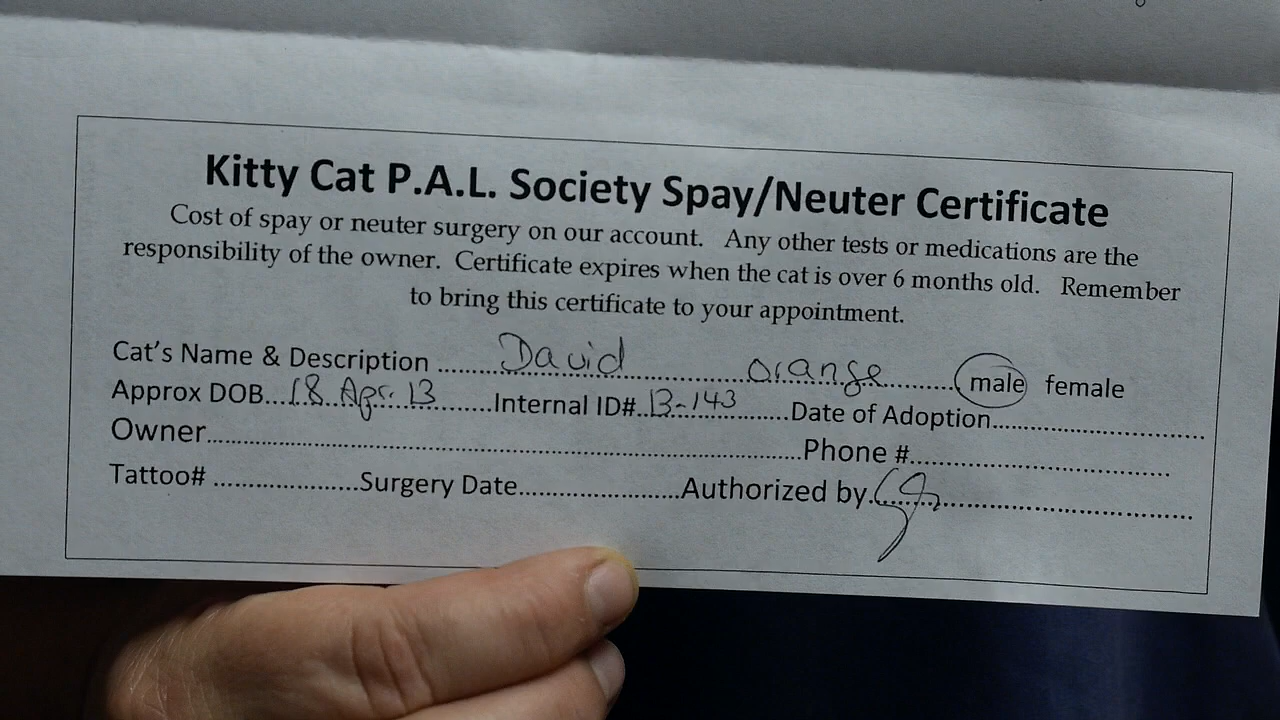 Kitty Cat P.A.L. Society Spay/Neuter Certificate
Cost of spay or neuter surgery on our account. Any other tests or medications are the
responsibility of the owner. Certificate expires when the cat is over 6 months old. Remember
to bring this certificate to your appointment.
Cat's Name & Description ..........David orange.......... male female
Approx DOB...18 Apr. 13.......Internal ID#..13-143.......Date of Adoption..............................
Owner..........................................................................Phone #.....................................
Tattoo# ....................Surgery Date......................Authorized by........................................